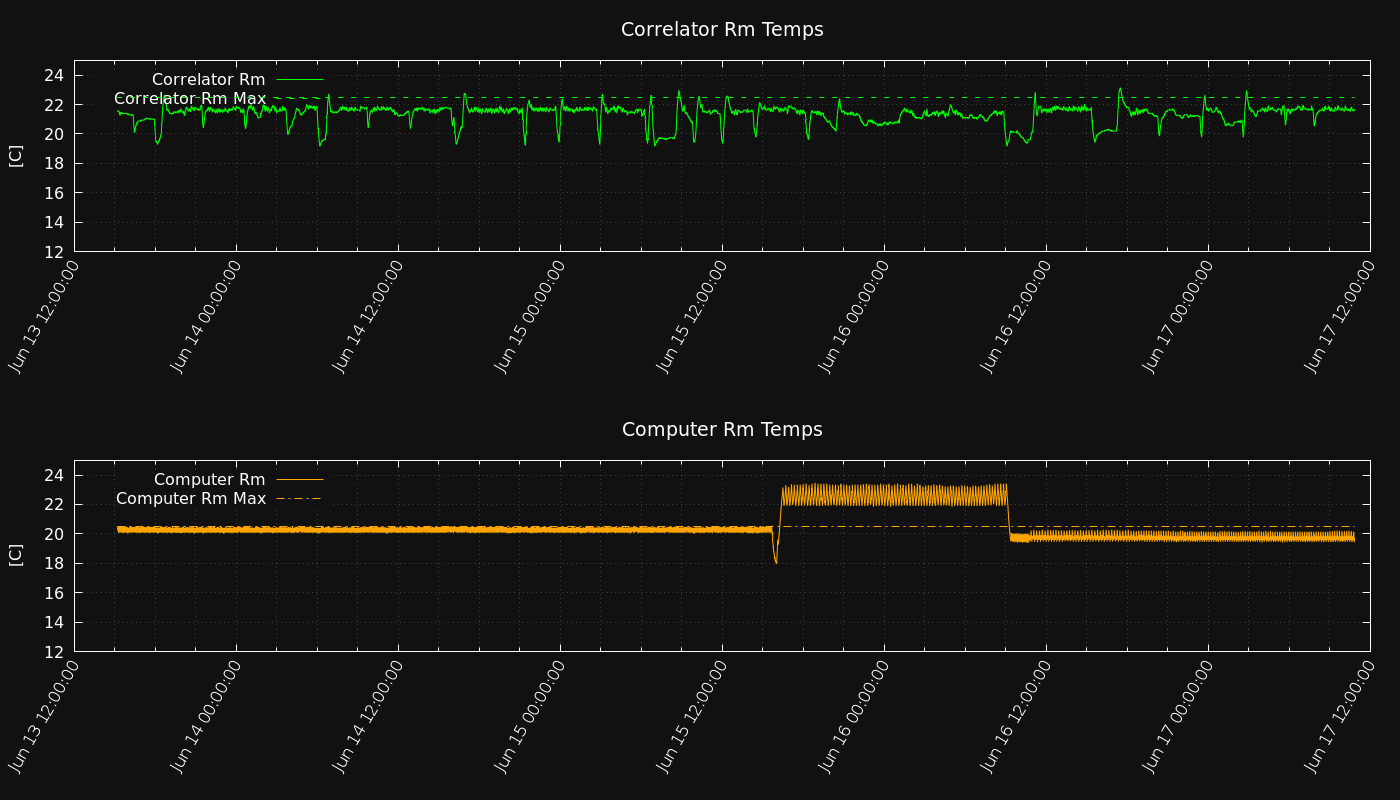 Correlator Rm Temps
Correlator Rm
Correlator Rm Max
[C]
24
22
20
18
16
14
12
Jun 13 12:00:00
Jun 14 00:00:00
Jun 14 12:00:00
Jun 15 00:00:00
Jun 15 12:00:00
Jun 16 00:00:00
Jun 16 12:00:00
Jun 17 00:00:00
Jun 17 12:00:00
Computer Rm Temps
Computer Rm
Computer Rm Max
[C]
24
22
20
18
16
14
12
Jun 13 12:00:00
Jun 14 00:00:00
Jun 14 12:00:00
Jun 15 00:00:00
Jun 15 12:00:00
Jun 16 00:00:00
Jun 16 12:00:00
Jun 17 00:00:00
Jun 17 12:00:00